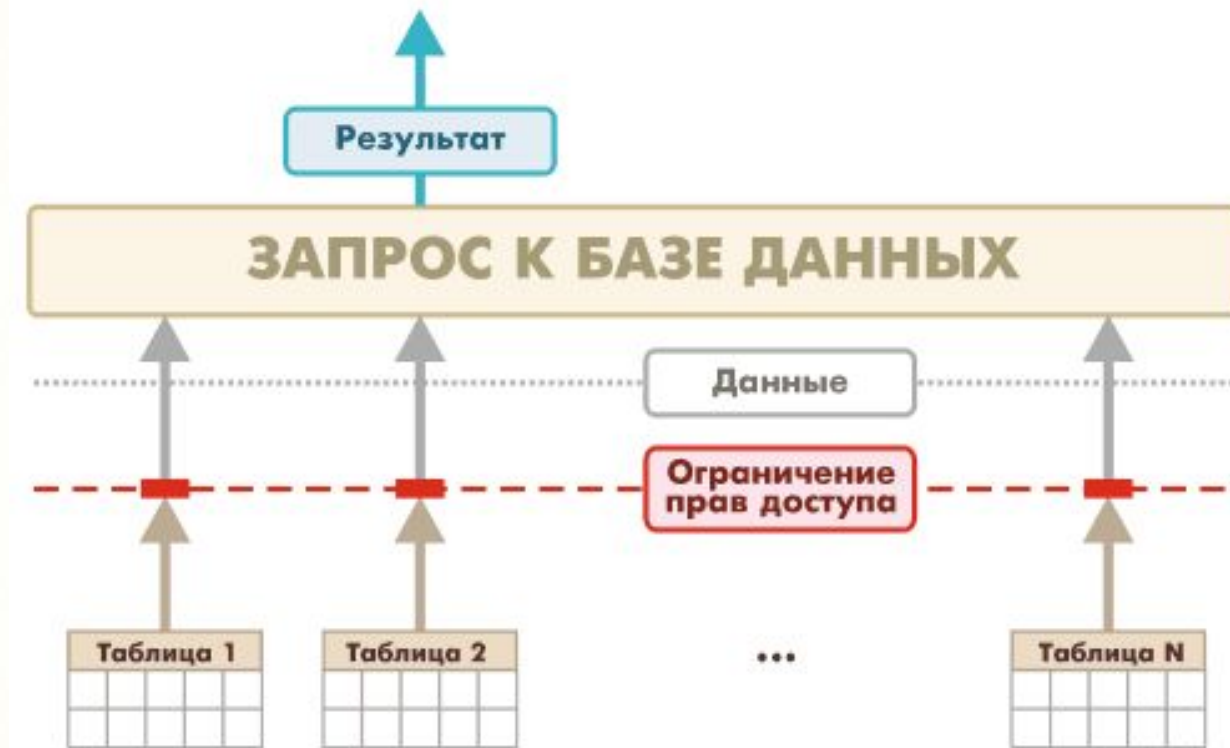 Результат
ЗАПРОС К БАЗЕ ДАННЫХ
Данные
Ограничение
прав доступа
Таблица 1
Таблица 2
...
Таблица N